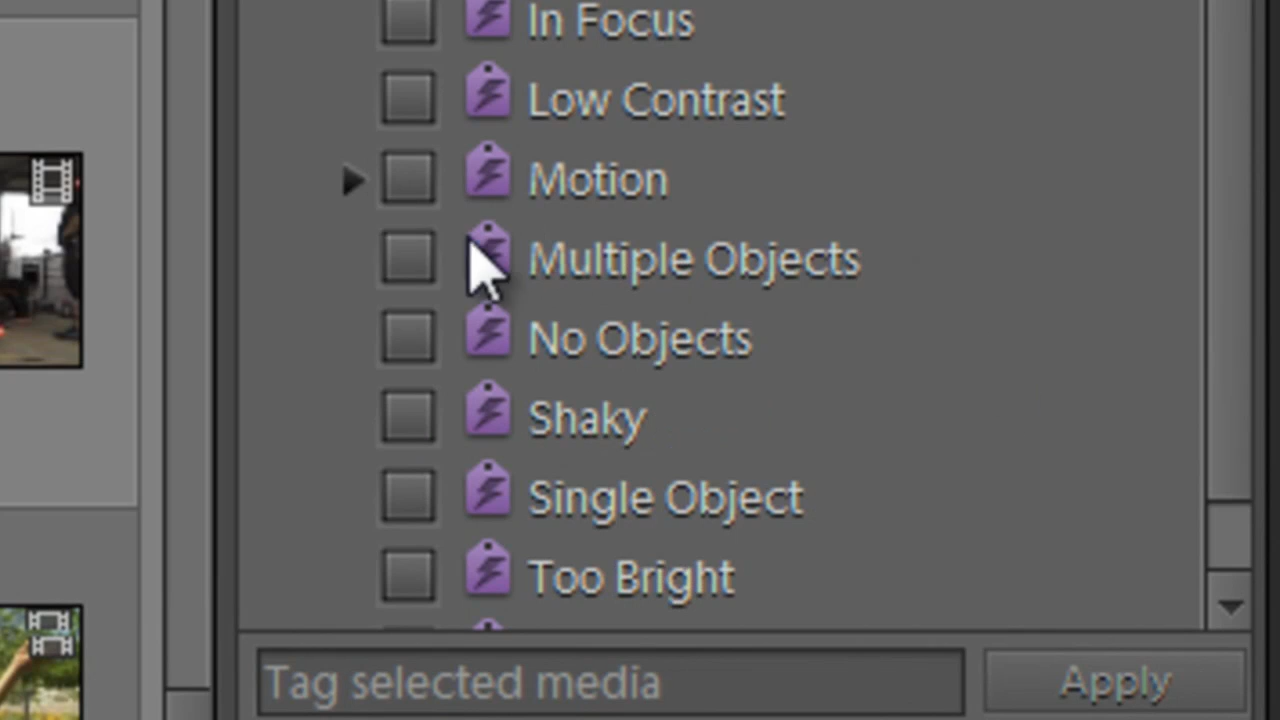 In Focus
Low Contrast
Motion
Multiple Objects
No Objects
Shaky
Single Object
Too Bright
Tag selected media
Apply